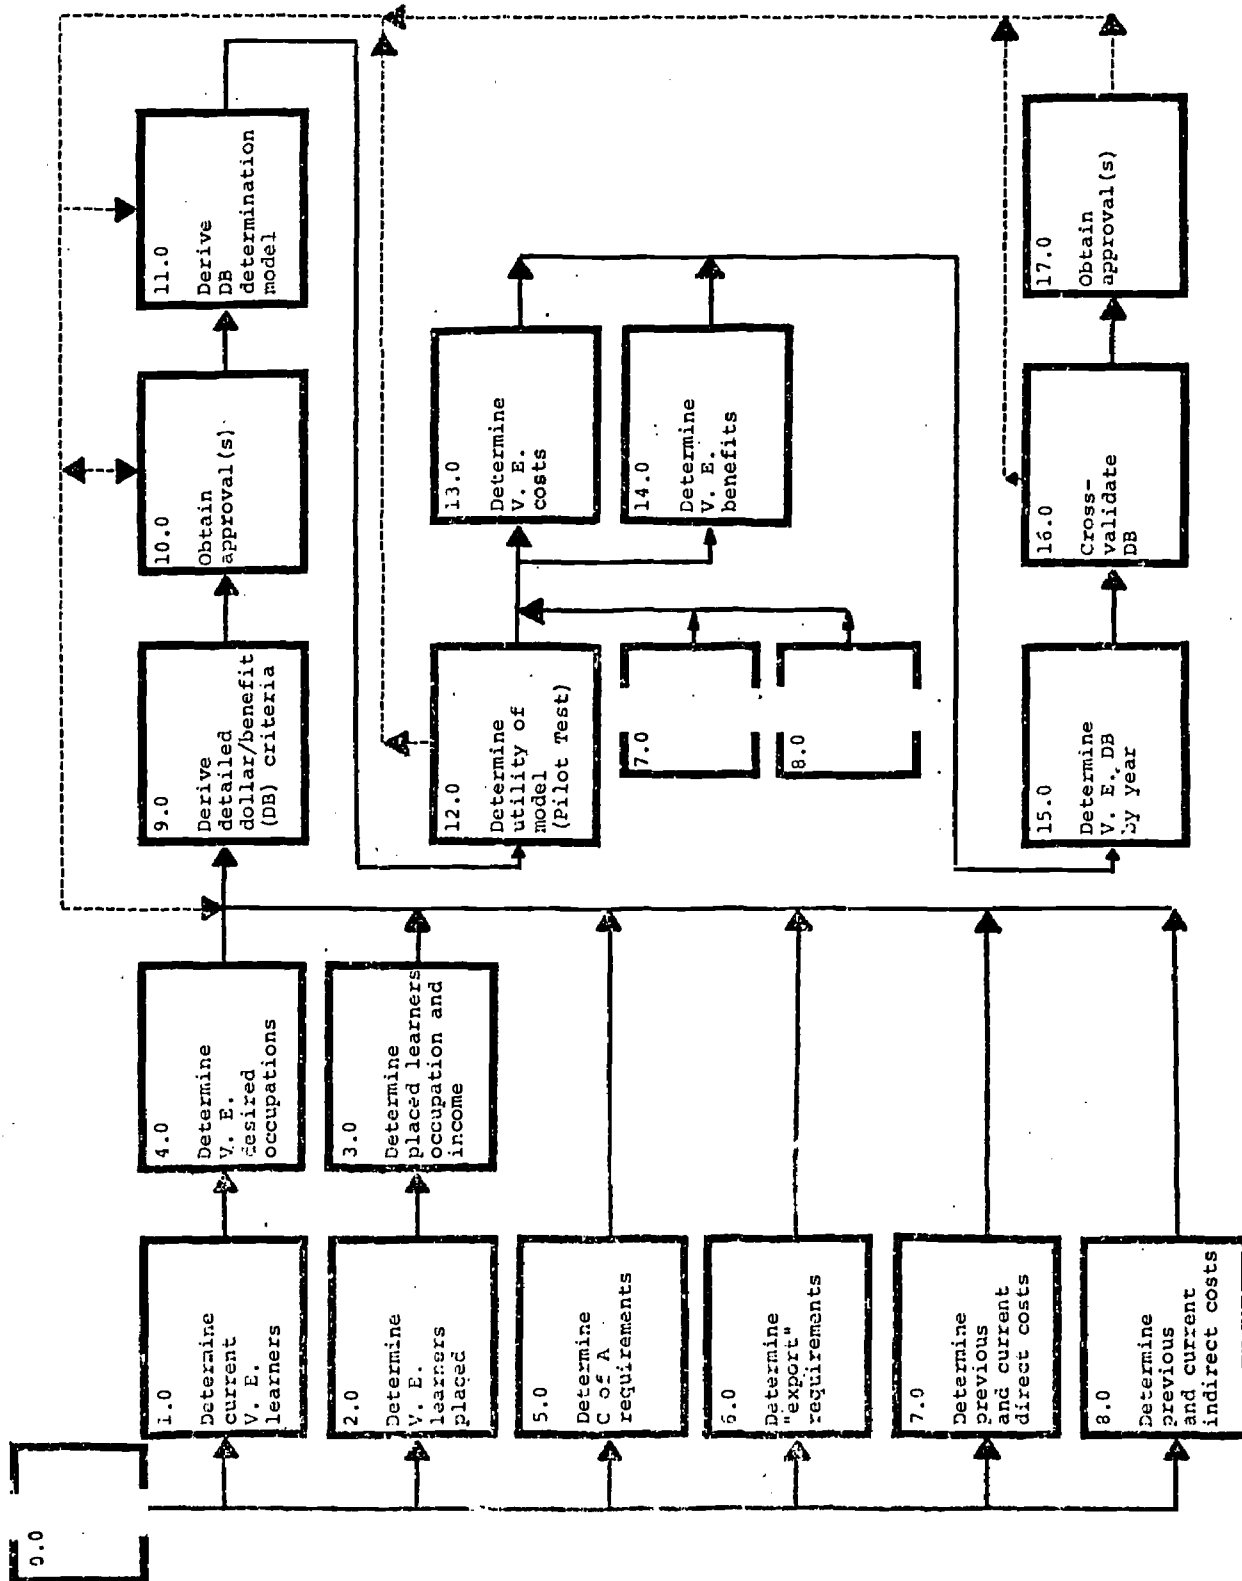 0.0
1.0
Determine
current
V. E.
learners
2.0
Determine
V. E.
learners
placed
5.0
Determine
C of A
requirements
6.0
Determine
"export"
requirements
7.0
Determine
previous
and current
direct costs
8.0
Determine
previous
and current
indirect costs
4.0
Determine
V. E.
desired
occupations
3.0
Determine
placed learners
occupation and
income
9.0
Derive
detailed
dollar/benefit
(DB) criteria
10.0
Obtain
approval(s)
11.0
Derive
DB
determination
model
12.0
Determine
utility of
model
(Pilot Test)
7.0
8.0
13.0
Determine
V. E.
costs
14.0
Determine
V. E.
benefits
15.0
Determine
V. E. DB
by year
16.0
Cross-
validate
DB
17.0
Obtain
approval(s)